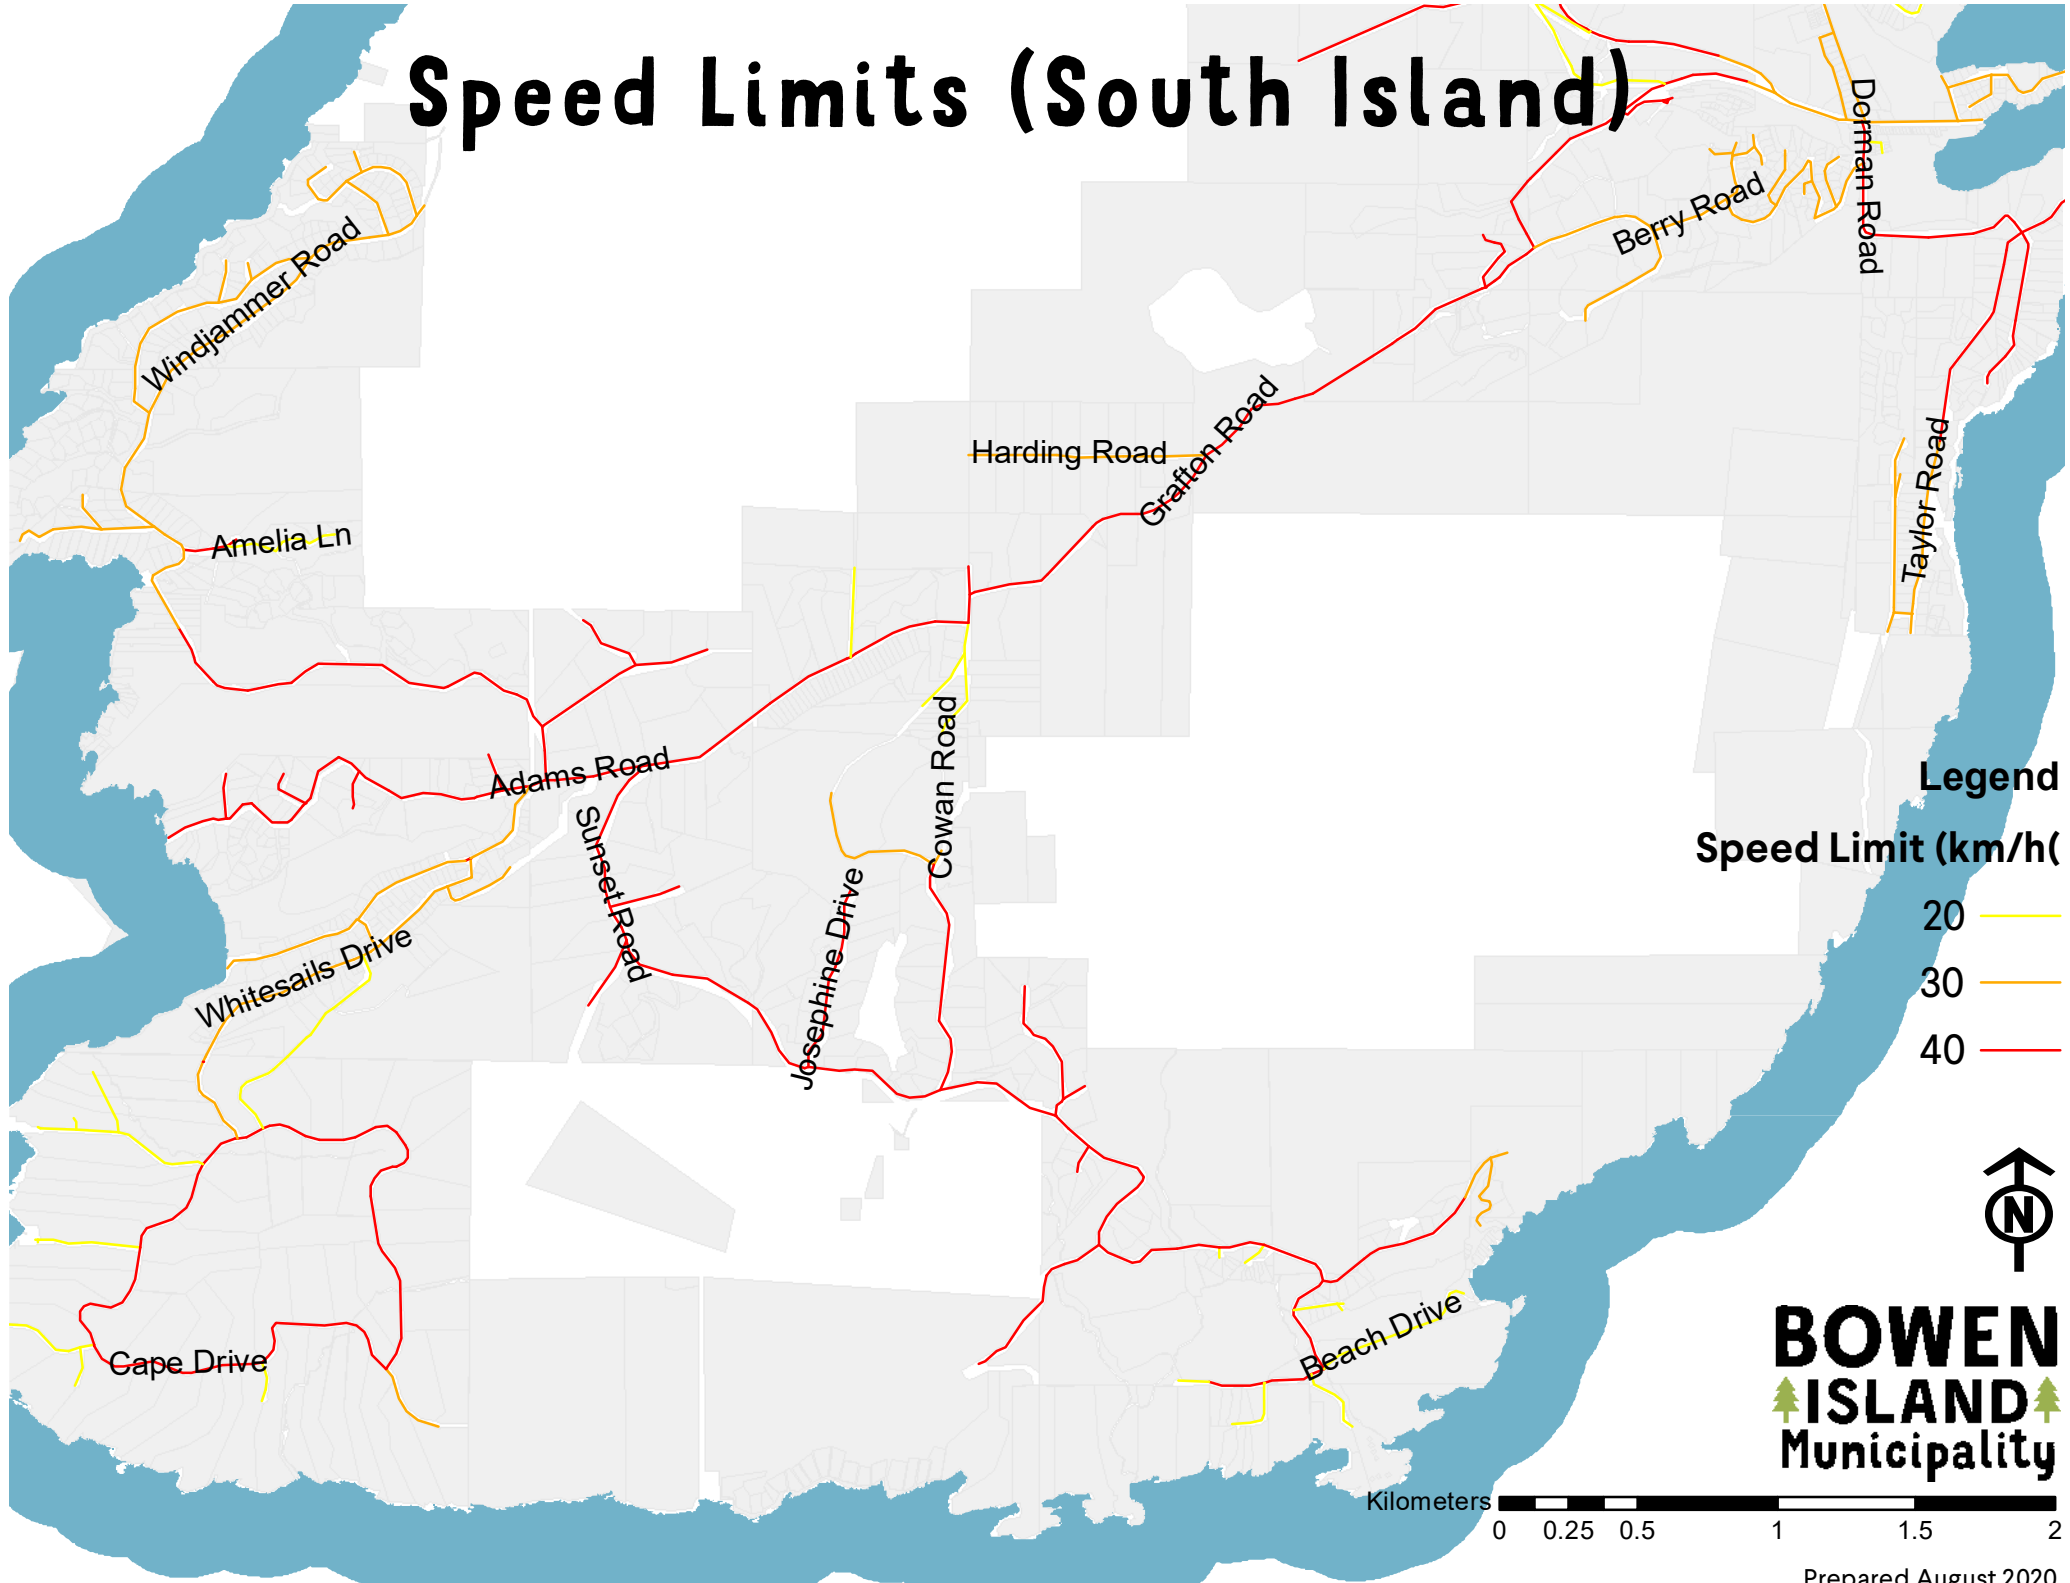 Speed Limits (South Island)
Dorman Road
Berry Road
Windjammer Road
Grafton Road
Harding Road
Taylor Road
Amelia Ln
Adams Road
Cowan Road
Sunset Road
Josephine Drive
Whitesails Drive
Cape Drive
Beach Drive
Legend
Speed Limit (km/h(
20
30
40
N
BOWEN
ISLAND
Municipality
Kilometers
0 0.25 0.5 1 1.5 2
Prepared August 2020